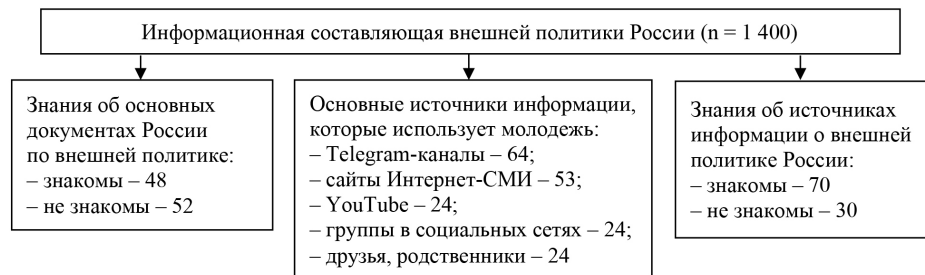 Информационная составляющая внешней политики России (n = 1 400)
Знания об основных
документах России
по внешней политике:
– знакомы – 48
– не знакомы – 52
Основные источники информации,
которые использует молодежь:
– Telegram-каналы – 64;
– сайты Интернет-СМИ – 53;
– YouTube – 24;
– группы в социальных сетях – 24;
– друзья, родственники – 24
Знания об источниках
информации о внешней
политике России:
– знакомы – 70
– не знакомы – 30